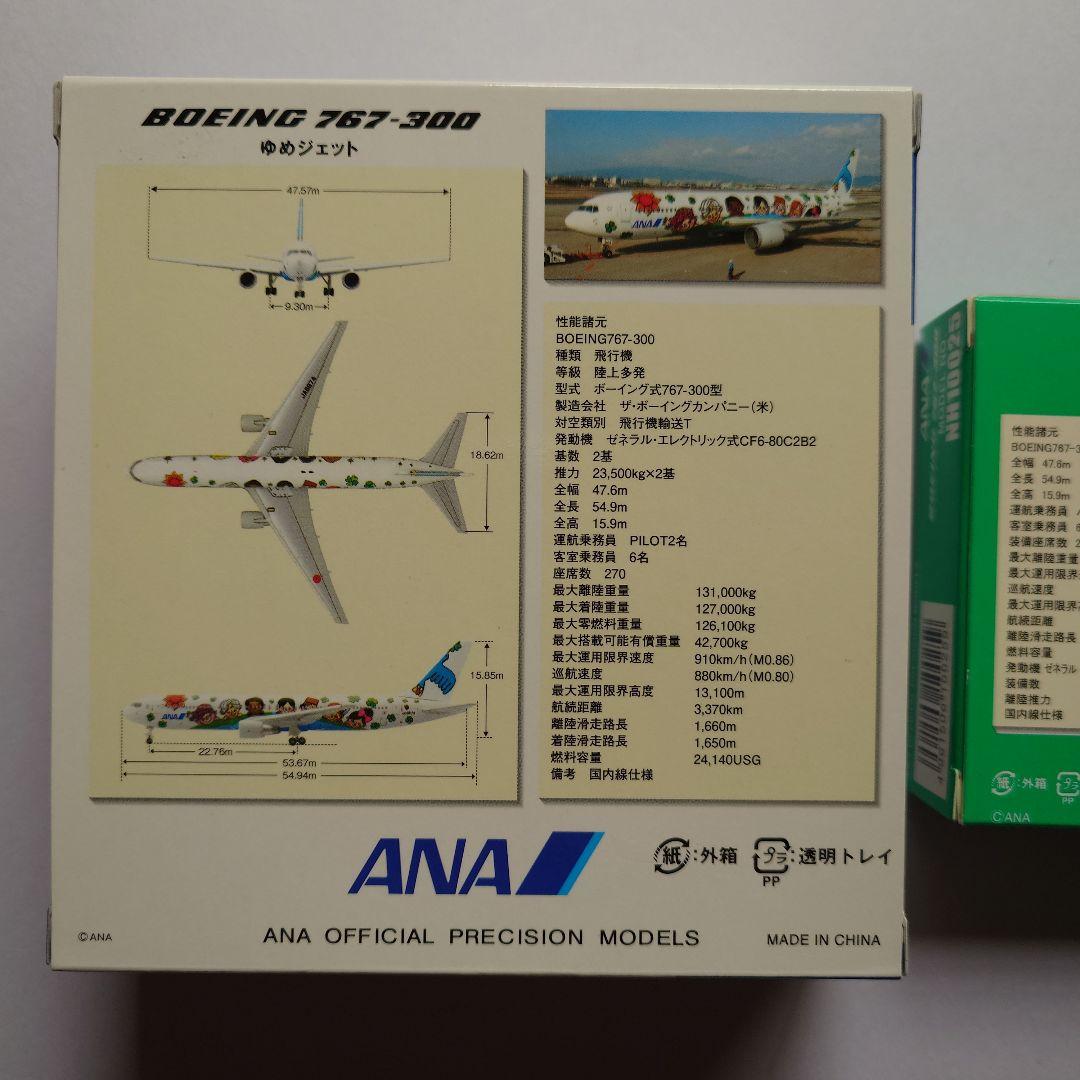 BOEING 767-300
ゆめジェット
47.57m
9.30m
JA8674
18.62m
15.85m
ANA
22.76m
53.67m
54.94m
ANA
性能諸元
BOEING767-300
種類 飛行機
等級 陸上多発
型式 ボーイング式767-300型
製造会社 ザ・ボーイングカンパニー(米)
対空類別 飛行機輸送T
発動機 ゼネラル・エレクトリック式CF6-80C2B2
基数 2基
推力 23,500kg×2基
全幅 47.6m
全長 54.9m
全高 15.9m
運航乗務員 PILOT2名
客室乗務員 6名
座席数 270
最大離陸重量 131,000kg
最大着陸重量 127,000kg
最大零燃料重量 126,100kg
最大搭載可能有償重量 42,700kg
最大運用限界速度 910km/h(M0.86)
巡航速度 880km/h(M0.80)
最大運用限界高度 13,100m
航続距離 3,370km
離陸滑走路長 1,660m
着陸滑走路長 1,650m
燃料容量 24,140USG
備考 国内線仕様
ANA
紙:外箱 プラ:透明トレイ
PP
©ANA
ANA OFFICIAL PRECISION MODELS
MADE IN CHINA
ANA
MODEL NO
NH10025
性能諸元
BOEING767-3
全幅 47.6m
全長 54.9m
全高 15.9m
運航乗務員
客室乗務員 6
装備座席数 2
最大離陸重量
最大運用限界
巡航速度
最大運用限界高
航続距離
離陸滑走路長
燃料容量
発動機 ゼネラル
装備数
離陸推力
国内線仕様
紙:外箱 プラ
PP
©ANA